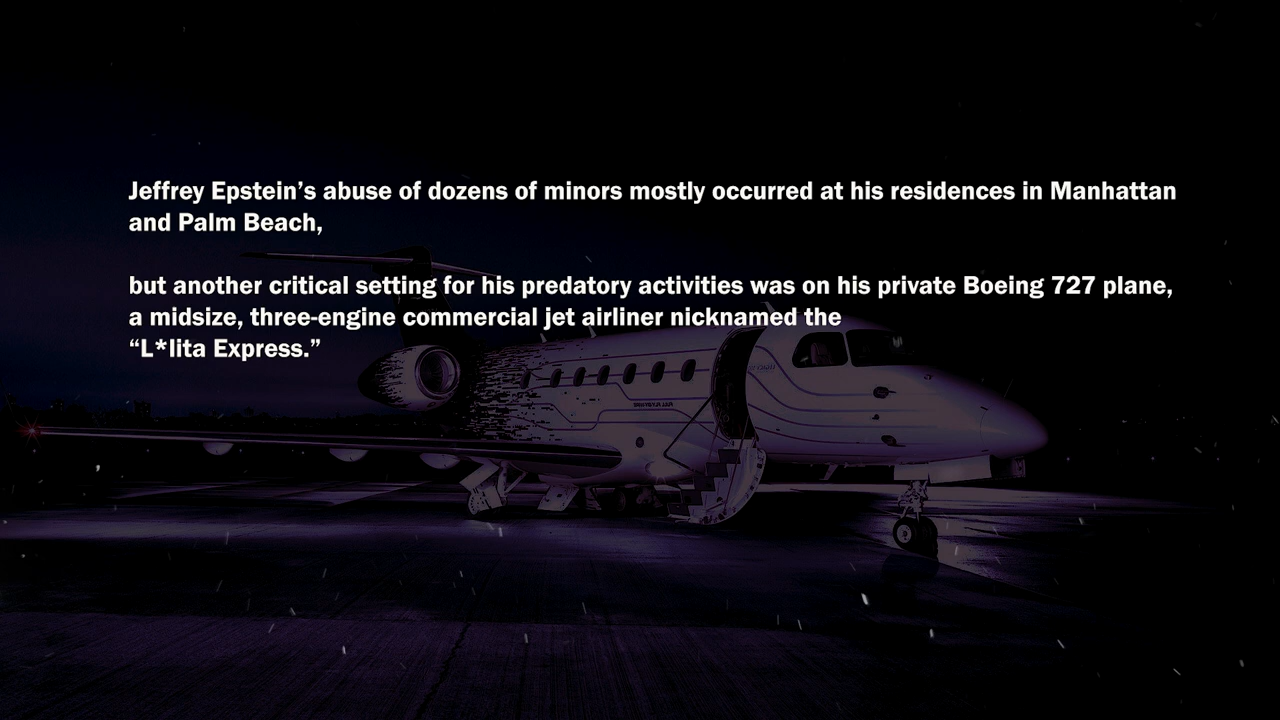 Jeffrey Epstein’s abuse of dozens of minors mostly occurred at his residences in Manhattan
and Palm Beach,
but another critical setting for his predatory activities was on his private Boeing 727 plane,
a midsize, three-engine commercial jet airliner nicknamed the
“L*lita Express.”